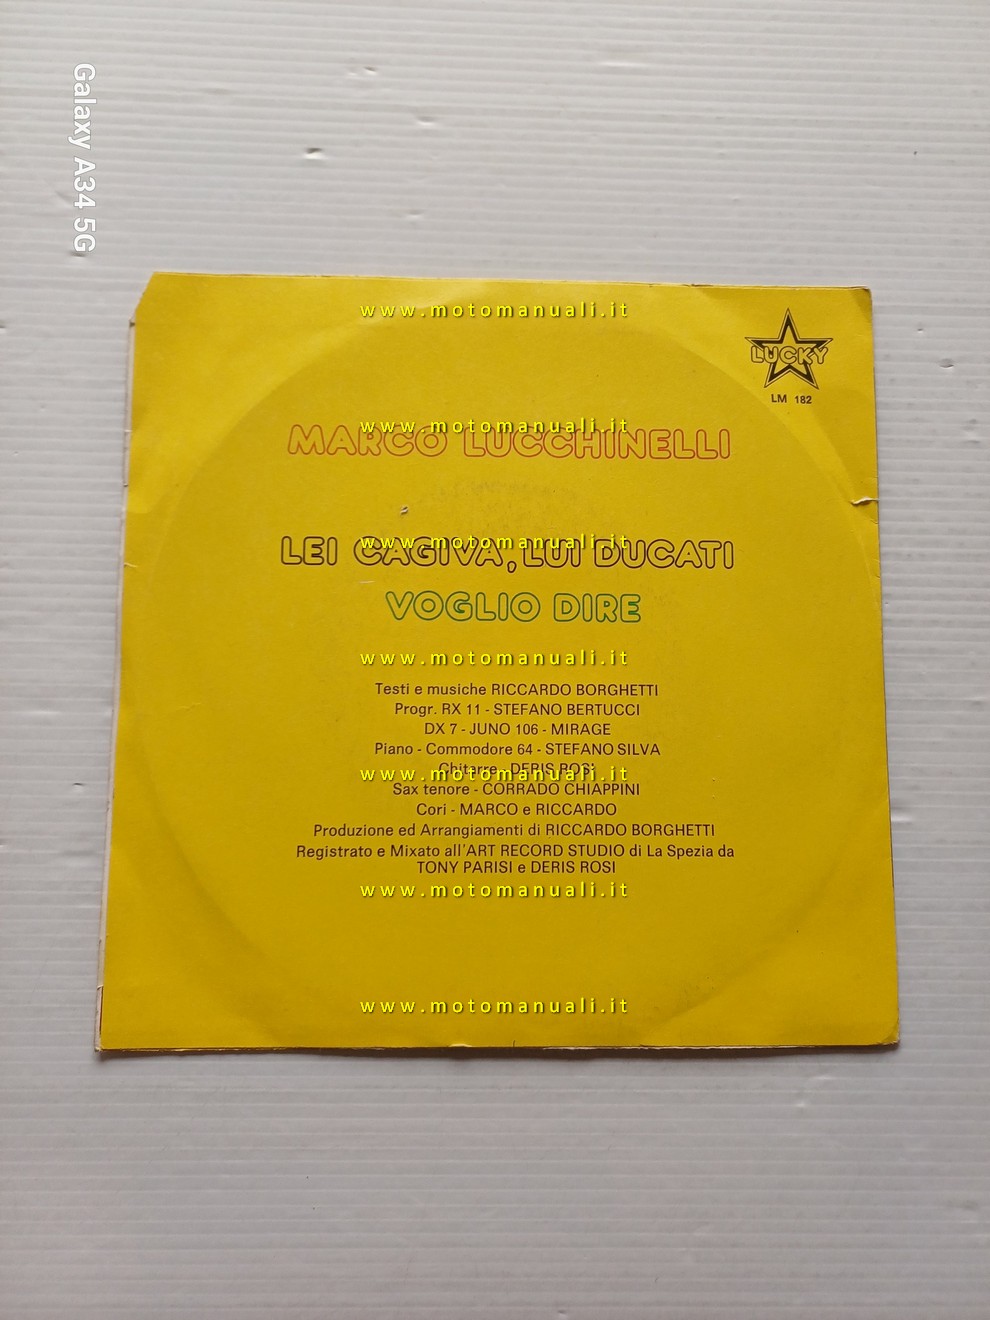 Galaxy A34 5G
www.motomanuali.it
LUCKY
LM 182
www.motomanuali.it
MARCO LUCCHINELLI
www.motomanuali.it
LEI CAGIVA, LUI DUCATI
VOGLIO DIRE
www.motomanuali.it
Testi e musiche RICCARDO BORGHETTI
Progr. RX 11 - STEFANO BERTUCCI
DX 7 - JUNO 106 - MIRAGE
Piano - Commodore 64 - STEFANO SILVA
Chitarre - DERIS ROSI
www.motomanuali.it
Sax tenore - CORRADO CHIAPPINI
Cori - MARCO e RICCARDO
Produzione ed Arrangiamenti di RICCARDO BORGHETTI
Registrato e Mixato all'ART RECORD STUDIO di La Spezia da
TONY PARISI e DERIS ROSI
www.motomanuali.it
www.motomanuali.it